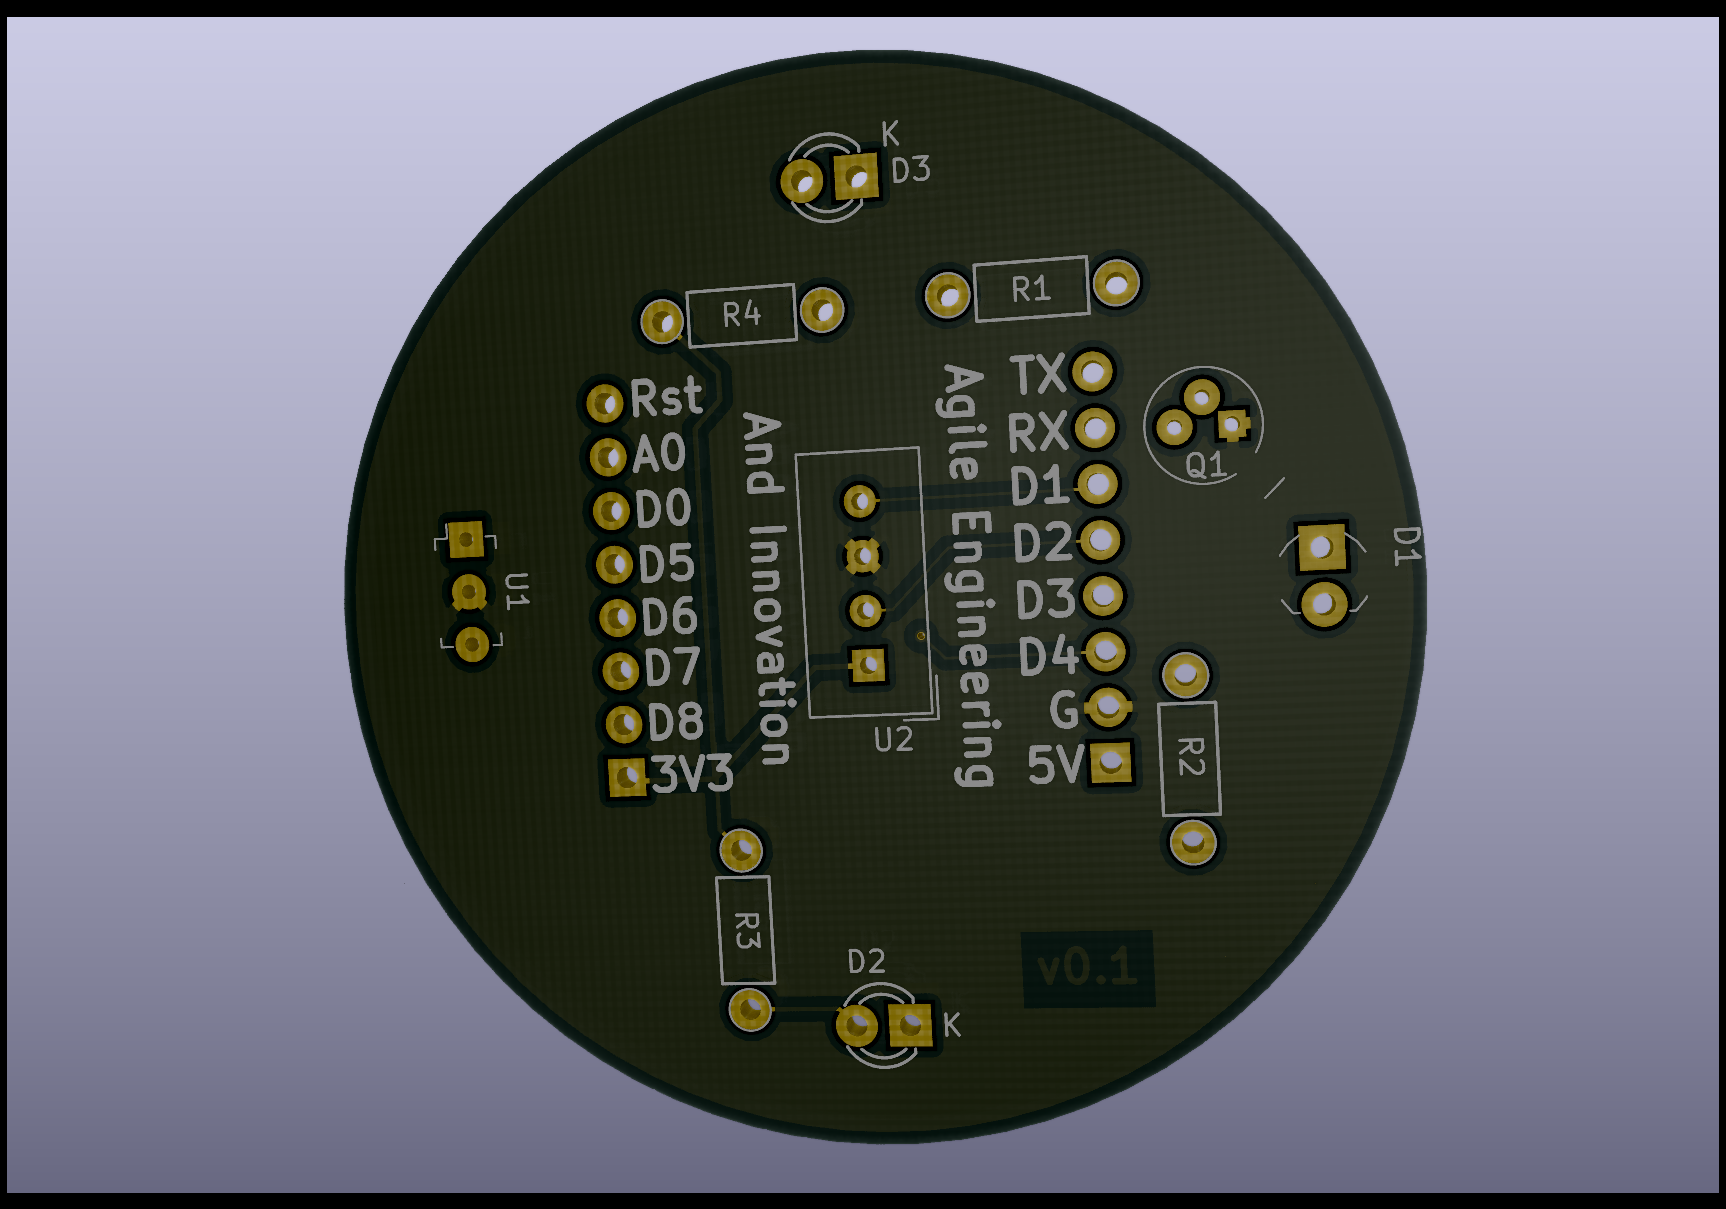 K
D3
R1
R4
TX
Rst
RX
A0
Q1
D1
D0
D2
D1
D5
U1
D3
D6
D4
D7
G
D8
U2
5V
3V3
R2
And Innovation
Agile Engineering
R3
D2
v0.1
K